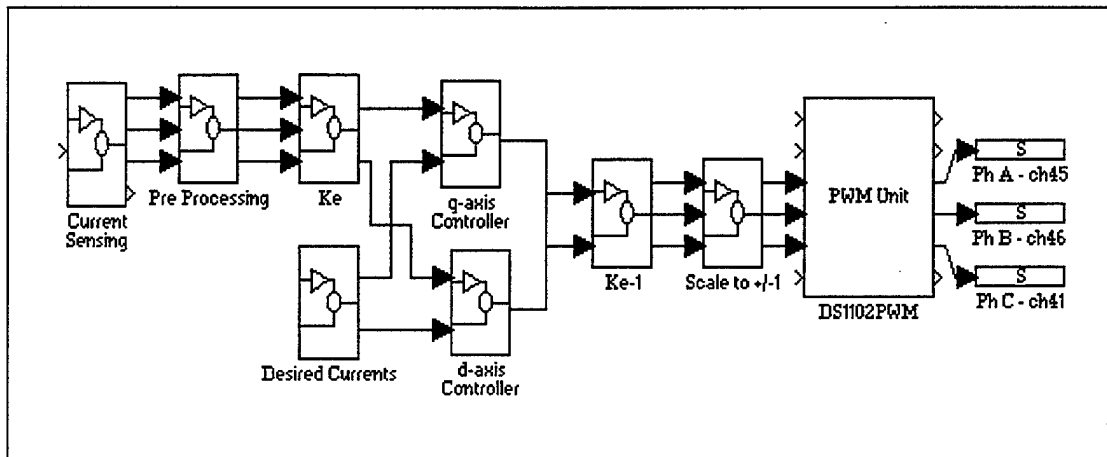 Current
Sensing
Pre Processing
Ke
q-axis
Controller
Desired Currents
d-axis
Controller
Ke-1
Scale to +/-1
PWM Unit
DS1102PWM
S
Ph A - ch45
S
Ph B - ch46
S
Ph C - ch41